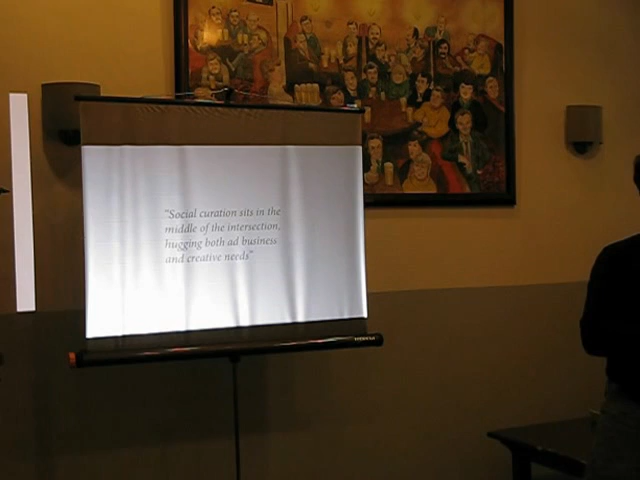 "Social curation sits in the
middle of the intersection,
hugging both ad business
and creative needs"